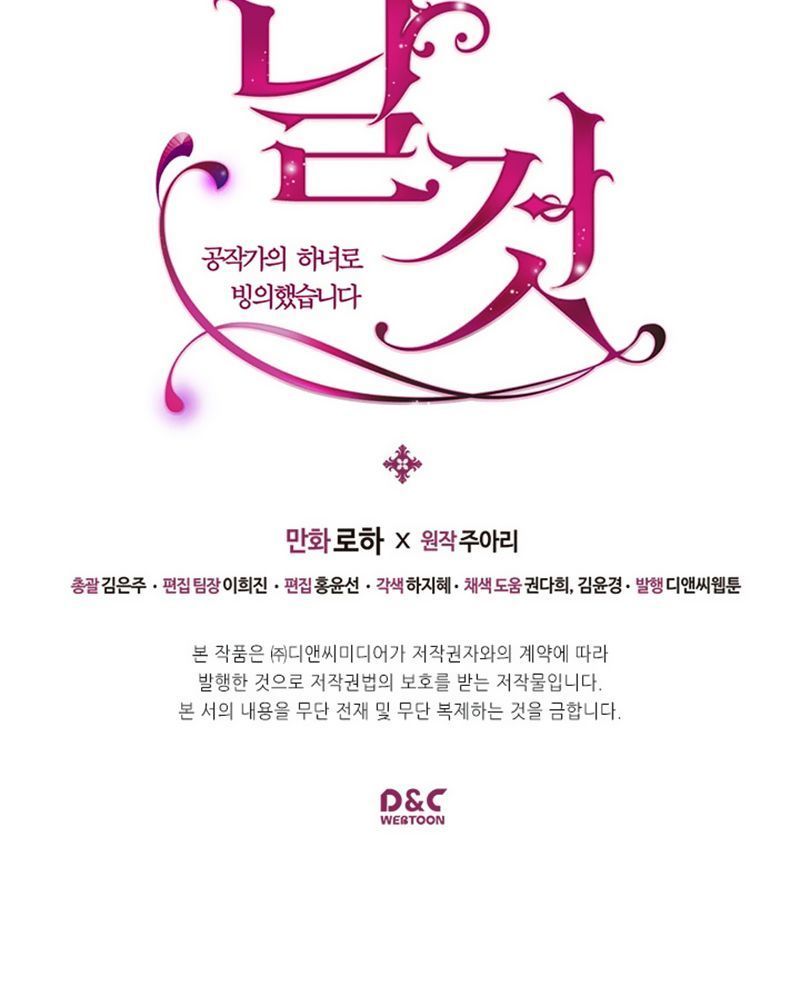 날
것
공작가의 하녀로
빙의했습니다
만화 로하 X 원작 주아리
총괄 김은주 · 편집 팀장 이희진 · 편집 홍윤선 · 각색 하지혜 · 채색 도움 권다희, 김윤경 · 발행 디앤씨웹툰
본 작품은 ㈜디앤씨미디어가 저작권자와의 계약에 따라
발행한 것으로 저작권법의 보호를 받는 저작물입니다.
본 서의 내용을 무단 전재 및 무단 복제하는 것을 금합니다.
D&C
WEBTOON